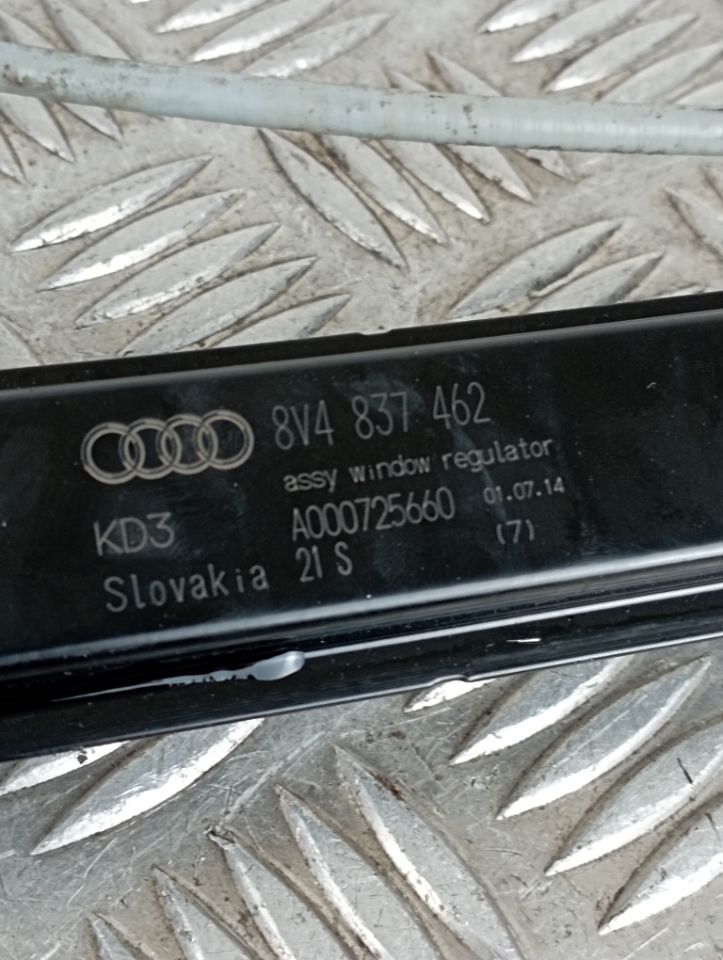 8V4 837 462
assy window regulator
KD3 A000725660 01.07.14
Slovakia 21 S (7)